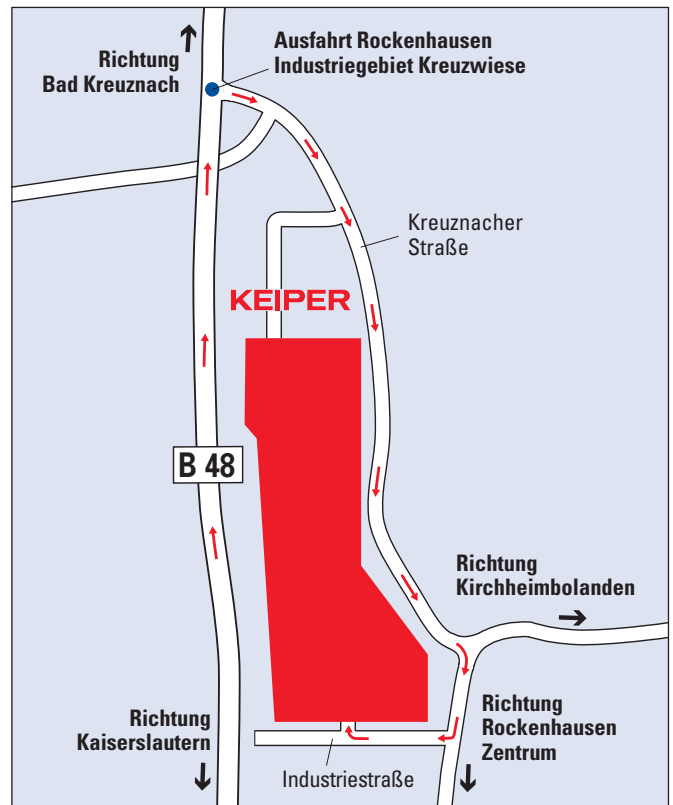 Richtung
Bad Kreuznach
Ausfahrt Rockenhausen
Industriegebiet Kreuzwiese
Kreuznacher
Straße
KEIPER
B 48
Richtung
Kirchheimbolanden
Richtung
Kaiserslautern
Richtung
Rockenhausen
Zentrum
Industriestraße